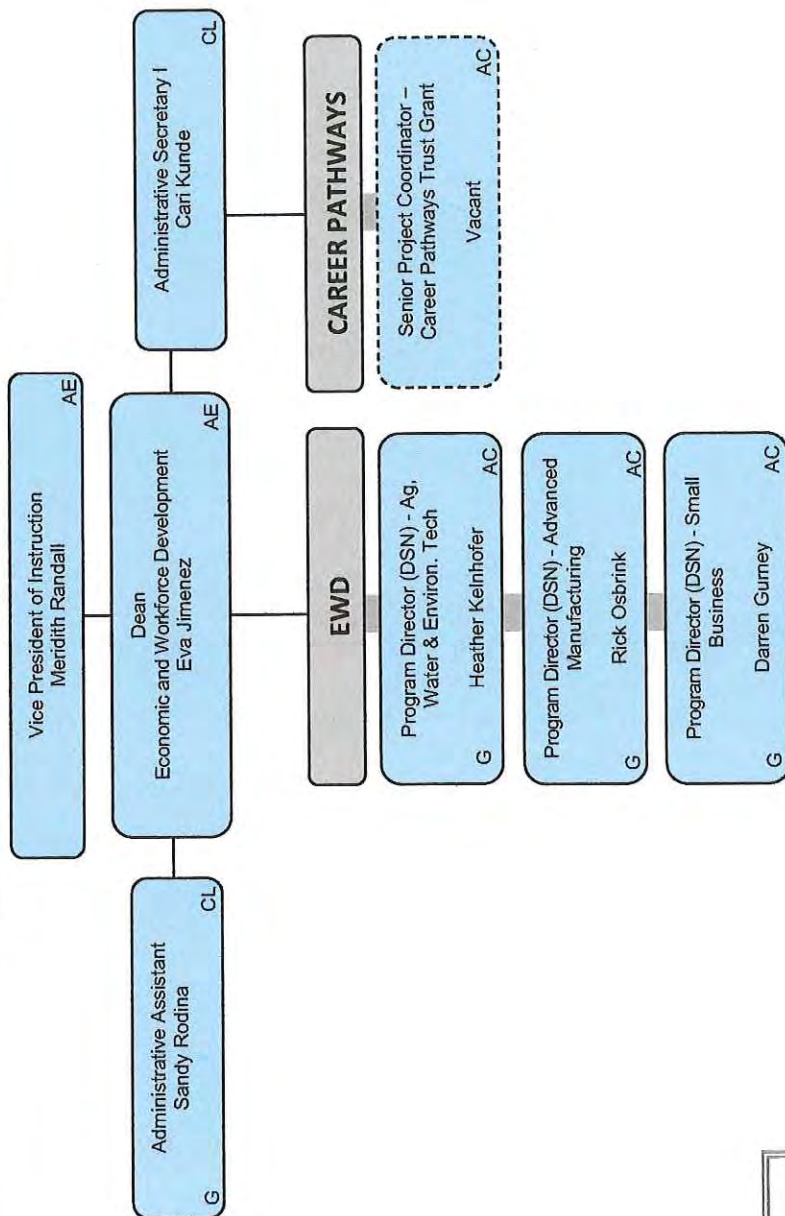 Vice President of Instruction
Meridith Randall
AE
Dean
Economic and Workforce Development
Eva Jimenez
AE
Administrative Assistant
Sandy Rodina
G
CL
Administrative Secretary I
Cari Kunde
CL
EWD
Program Director (DSN) - Ag,
Water & Environ. Tech
Heather Kelnhofer
G
AC
Program Director (DSN) - Advanced
Manufacturing
Rick Osbrink
G
AC
Program Director (DSN) - Small
Business
Darren Gurney
G
AC
CAREER PATHWAYS
Senior Project Coordinator –
Career Pathways Trust Grant
Vacant
AC